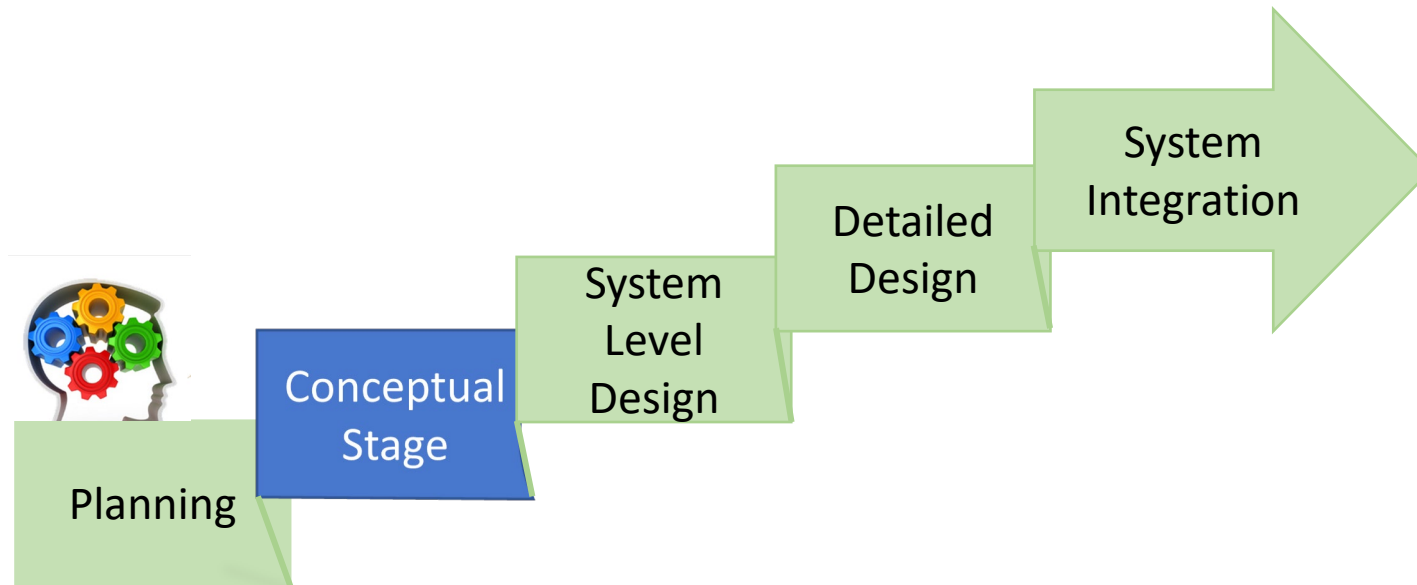 Planning
Conceptual
Stage
System
Level
Design
Detailed
Design
System
Integration